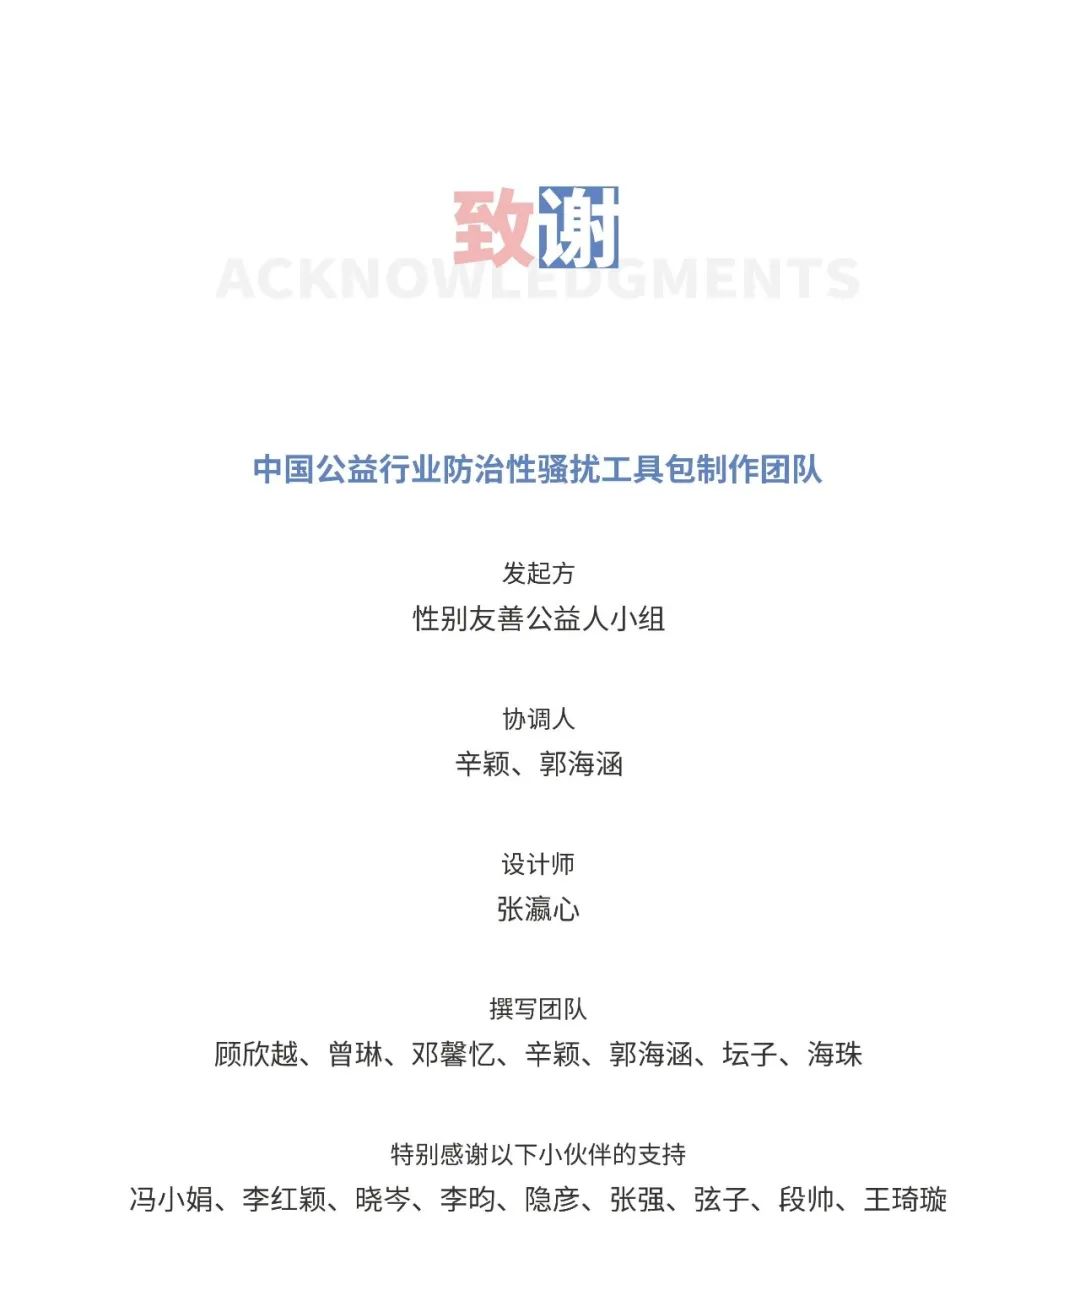 致谢
ACKNOWLEDGMENTS
中国公益行业防治性骚扰工具包制作团队
发起方
性别友善公益人小组
协调人
辛颖、郭海涵
设计师
张瀛心
撰写团队
顾欣越、曾琳、邓馨忆、辛颖、郭海涵、坛子、海珠
特别感谢以下小伙伴的支持
冯小娟、李红颖、晓岑、李昀、隐彦、张强、弦子、段帅、王琦璇